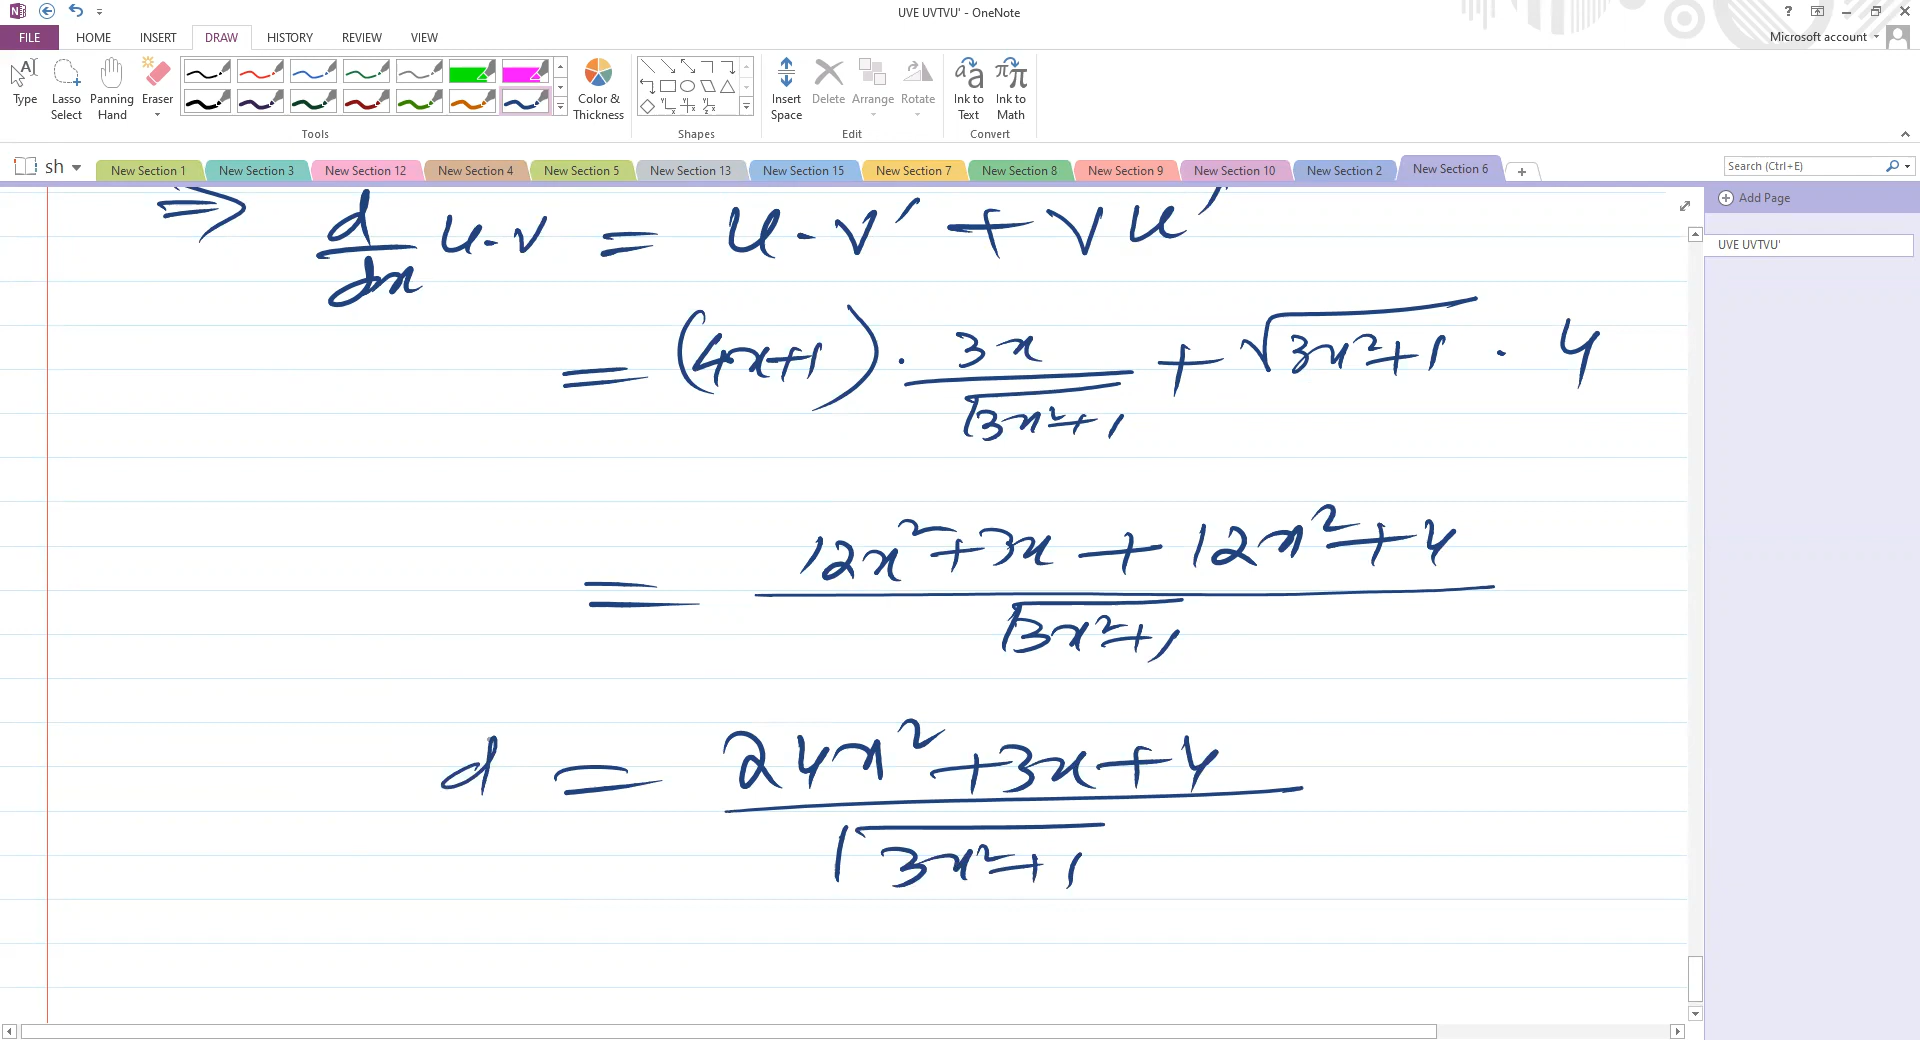 UVE UVTVU' - OneNote
?
FILE HOME INSERT DRAW HISTORY REVIEW VIEW
Microsoft account
Type Lasso Select Panning Hand Eraser
Color & Thickness
Insert Space Delete Arrange Rotate
Ink to Text Ink to Math
Tools Shapes Edit Convert
sh New Section 1 New Section 3 New Section 12 New Section 4 New Section 5 New Section 13 New Section 15 New Section 7 New Section 8 New Section 9 New Section 10 New Section 2 New Section 6
Search (Ctrl+E)
Add Page
UVE UVTVU'
⇒ d/dx u·v = u·v' + vu'
= (4x+1) · 3x/√(3x²+1) + √(3x²+1) · 4
= (12x²+3x + 12x²+4)/√(3x²+1)
d = (24x²+3x+4)/√(3x²+1)